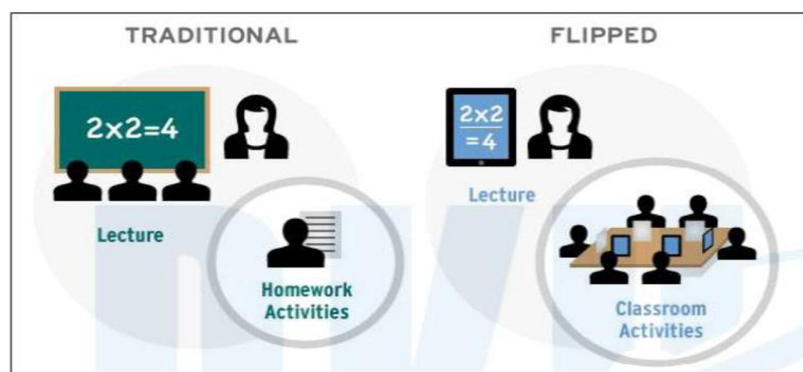 TRADITIONAL
2x2=4
Lecture
Homework
Activities
FLIPPED
2x2
=4
Lecture
Classroom
Activities